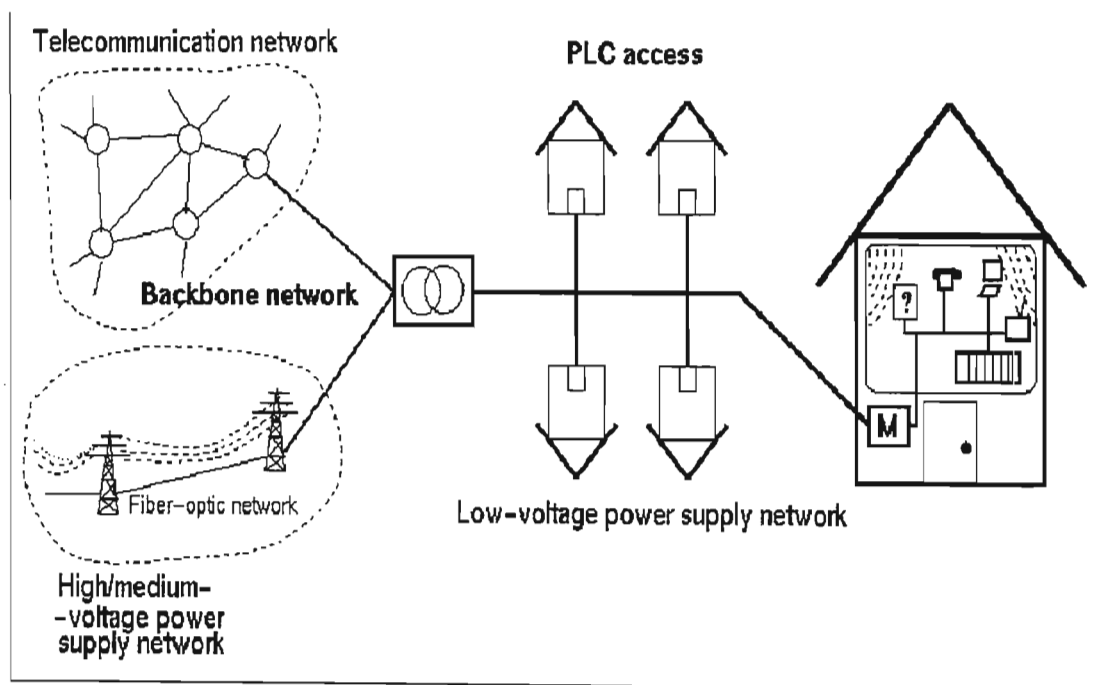 Telecommunication network
PLC access
Backbone network
?
M
Fiber-optic network
Low-voltage power supply network
High/medium-
-voltage power
supply network